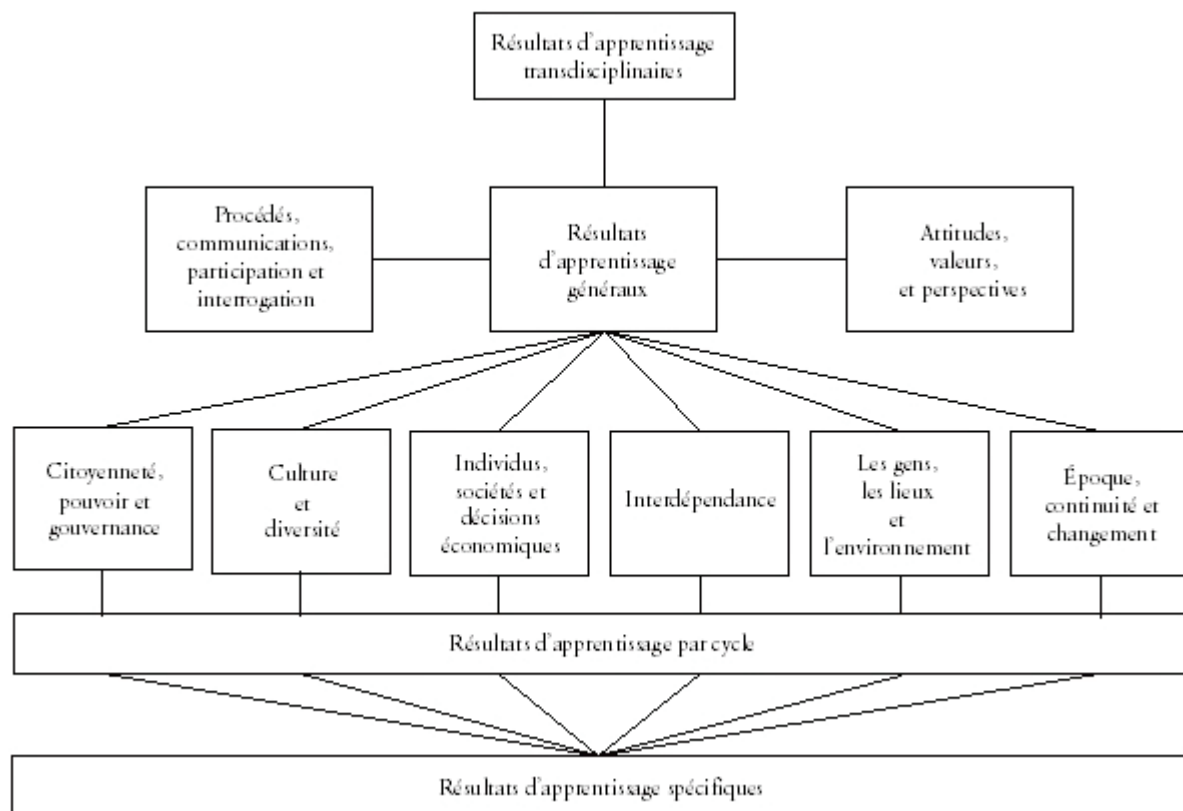 Résultats d'apprentissage
transdisciplinaires
Procédés,
communications,
participation et
interrogation
Résultats
d'apprentissage
généraux
Attitudes,
valeurs,
et perspectives
Citoyenneté,
pouvoir et
gouvernance
Culture
et
diversité
Individus,
sociétés et
décisions
économiques
Interdépendance
Les gens,
les lieux
et
l'environnement
Époque,
continuité et
changement
Résultats d'apprentissage par cycle
Résultats d'apprentissage spécifiques